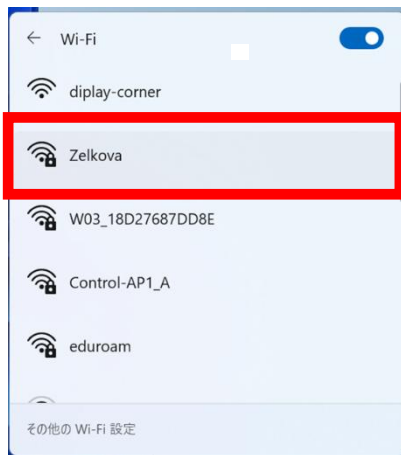 Wi-Fi
diplay-corner
Zelkova
W03_18D27687DD8E
Control-AP1_A
eduroam
その他の Wi-Fi 設定